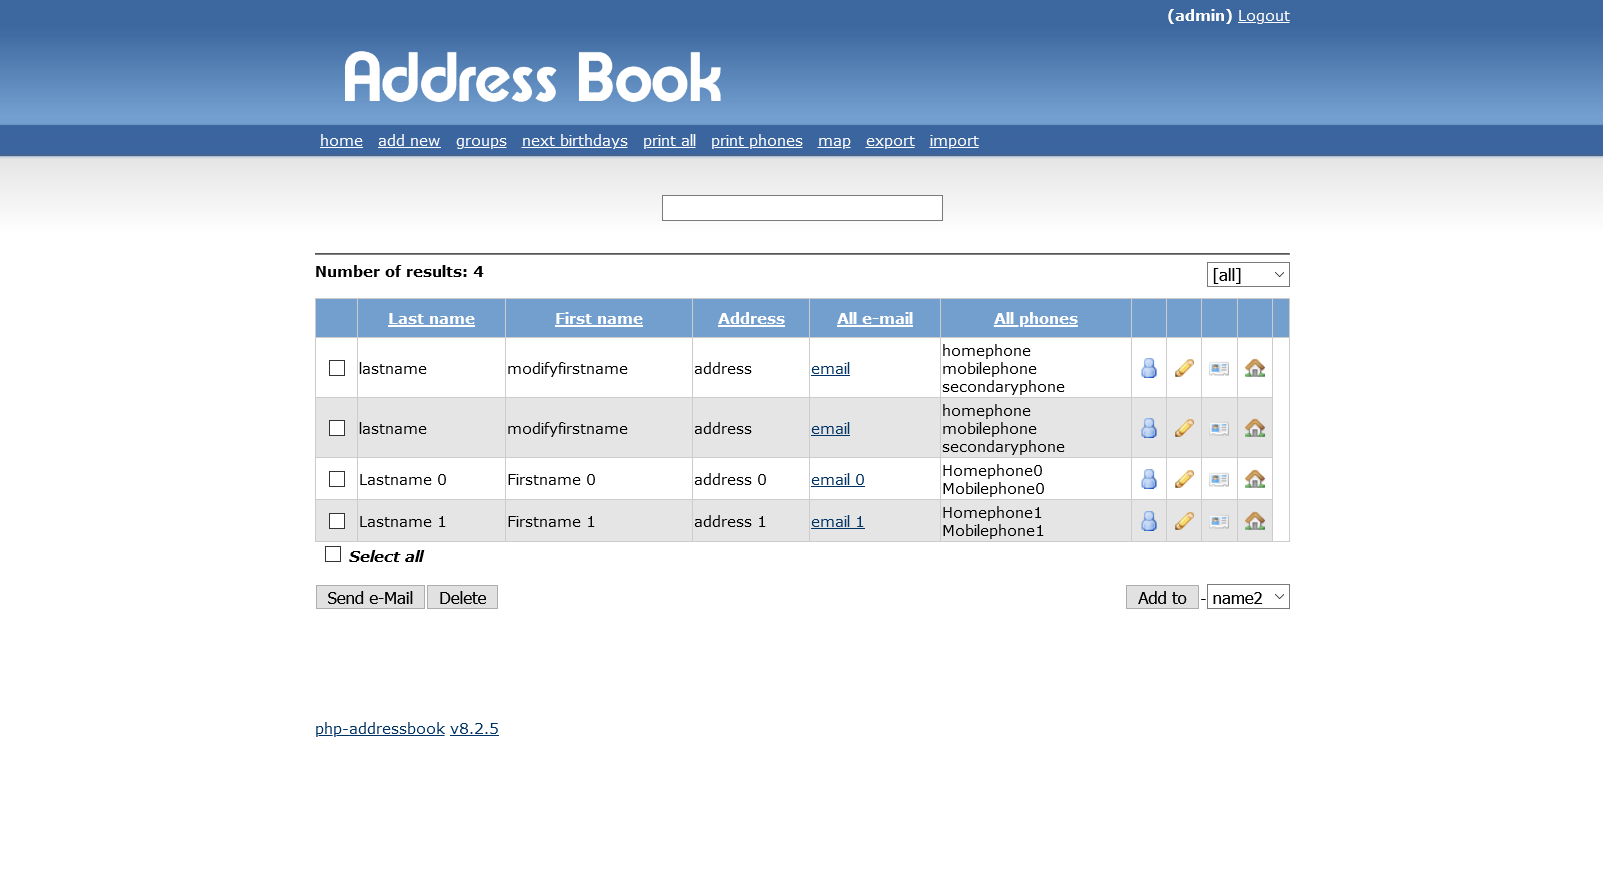 (admin) Logout
Address Book
home add new groups next birthdays print all print phones map export import
Number of results: 4
[all]
Last name First name Address All e-mail All phones
lastname modifyfirstname address email homephone
mobilephone
secondaryphone
lastname modifyfirstname address email homephone
mobilephone
secondaryphone
Lastname 0 Firstname 0 address 0 email 0 Homephone0
Mobilephone0
Lastname 1 Firstname 1 address 1 email 1 Homephone1
Mobilephone1
Select all
Send e-Mail Delete Add to - name2
php-addressbook v8.2.5